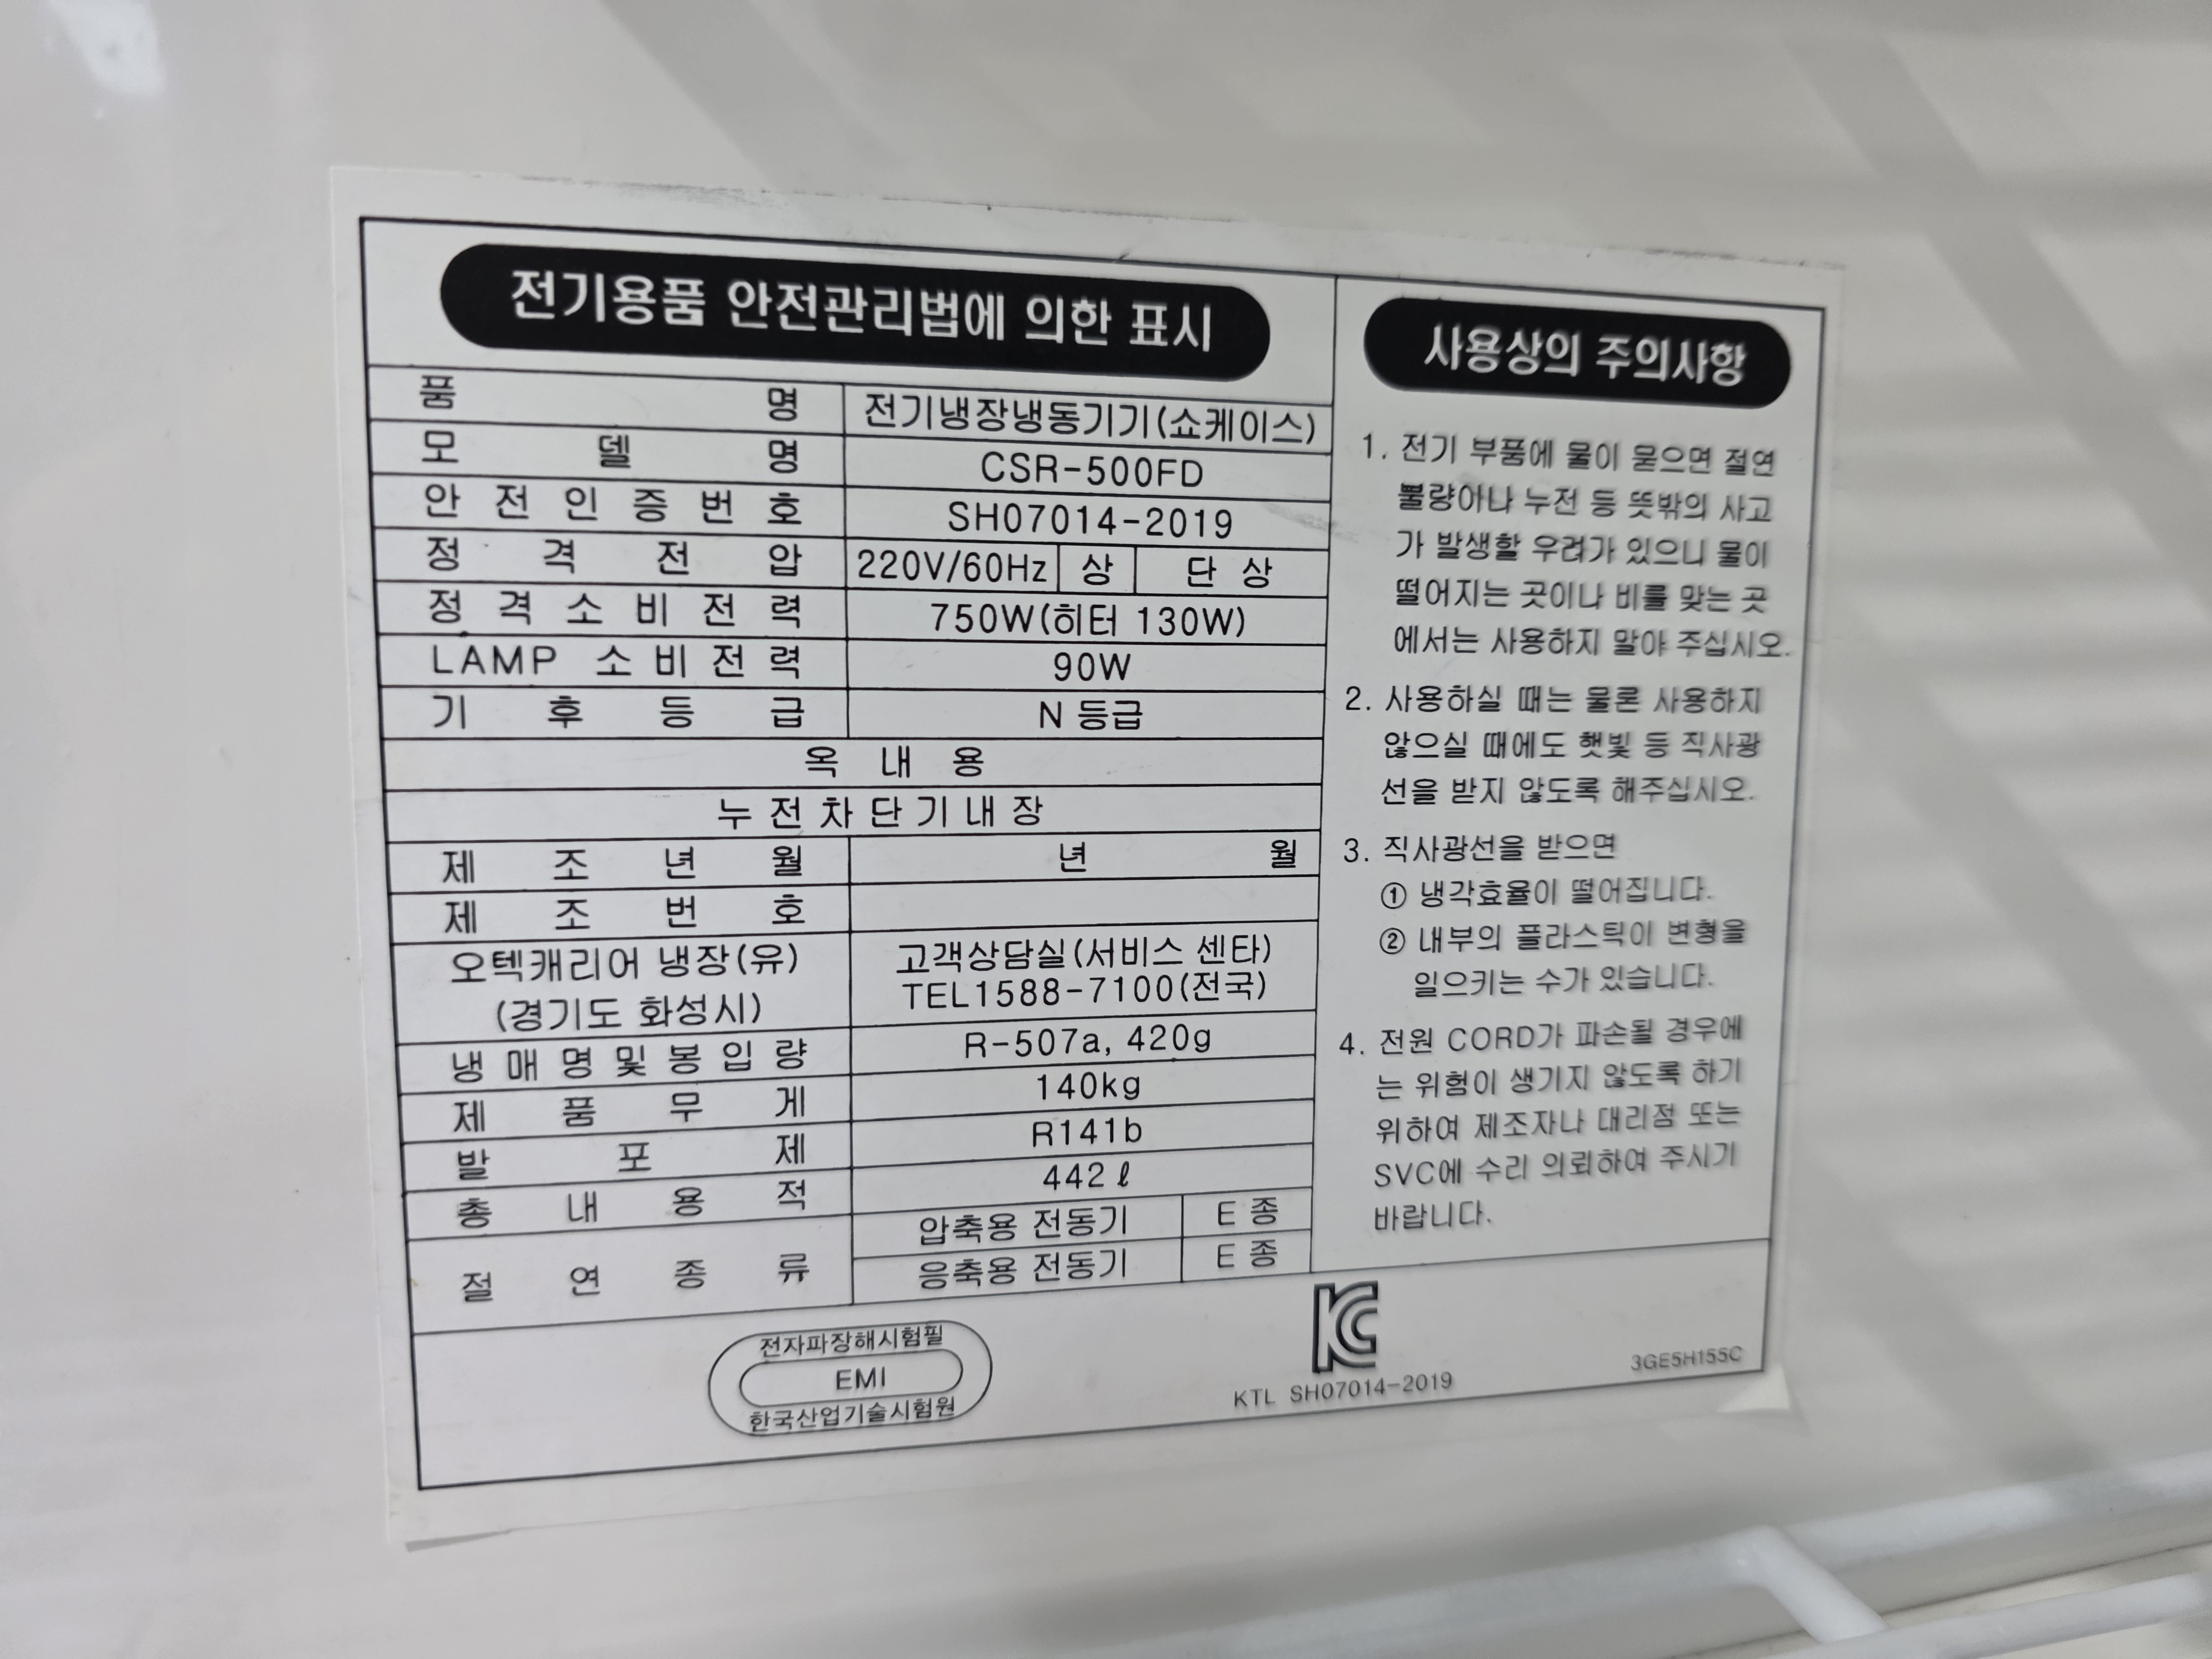 전기용품 안전관리법에 의한 표시
품명 전기냉장냉동기기(쇼케이스)
모델명 CSR-500FD
안전인증번호 SH07014-2019
정격전압 220V/60Hz 상 단상
정격소비전력 750W(히터 130W)
LAMP 소비전력 90W
기후등급 N 등급
옥내용
누전차단기내장
제조년월 년 월
제조번호
오텍캐리어 냉장(유)
(경기도 화성시)
고객상담실(서비스 센타)
TEL1588-7100(전국)
냉매명및봉입량 R-507a, 420g
제품무게 140kg
발포제 R141b
총내용적 442ℓ
절연종류
압축용 전동기 E 종
응축용 전동기 E 종
사용상의 주의사항
1. 전기 부품에 물이 묻으면 절연
불량아나 누전 등 뜻밖의 사고
가 발생할 우려가 있으니 물이
떨어지는 곳이나 비를 맞는 곳
에서는 사용하지 말아 주십시오.
2. 사용하실 때는 물론 사용하지
않으실 때에도 햇빛 등 직사광
선을 받지 않도록 해주십시오.
3. 직사광선을 받으면
① 냉각효율이 떨어집니다.
② 내부의 플라스틱이 변형을
일으키는 수가 있습니다.
4. 전원 CORD가 파손될 경우에
는 위험이 생기지 않도록 하기
위하여 제조자나 대리점 또는
SVC에 수리 의뢰하여 주시기
바랍니다.
전자파장해시험필
EMI
한국산업기술시험원
KC
KTL SH07014-2019
3GE5H155C